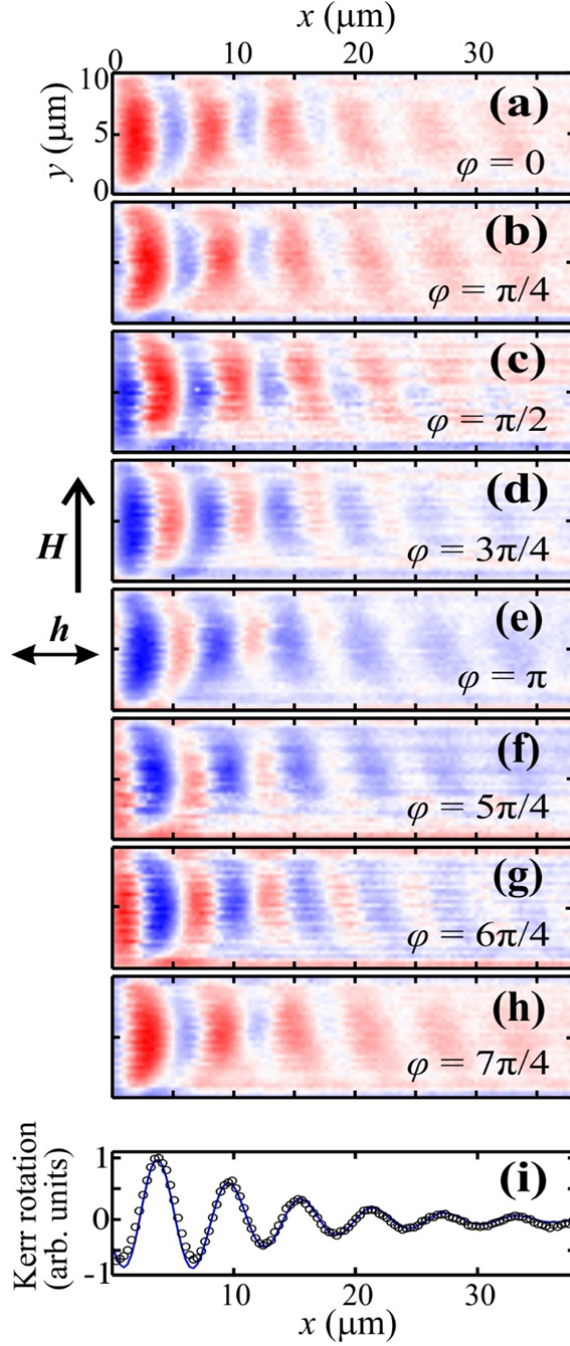 x (μm)
0 10 20 30
10
5
0
y (μm)
(a)
φ = 0
(b)
φ = π/4
(c)
φ = π/2
(d)
φ = 3π/4
H
h
(e)
φ = π
(f)
φ = 5π/4
(g)
φ = 6π/4
(h)
φ = 7π/4
(i)
Kerr rotation
(arb. units)
1
0
-1
10 20 30
x (μm)